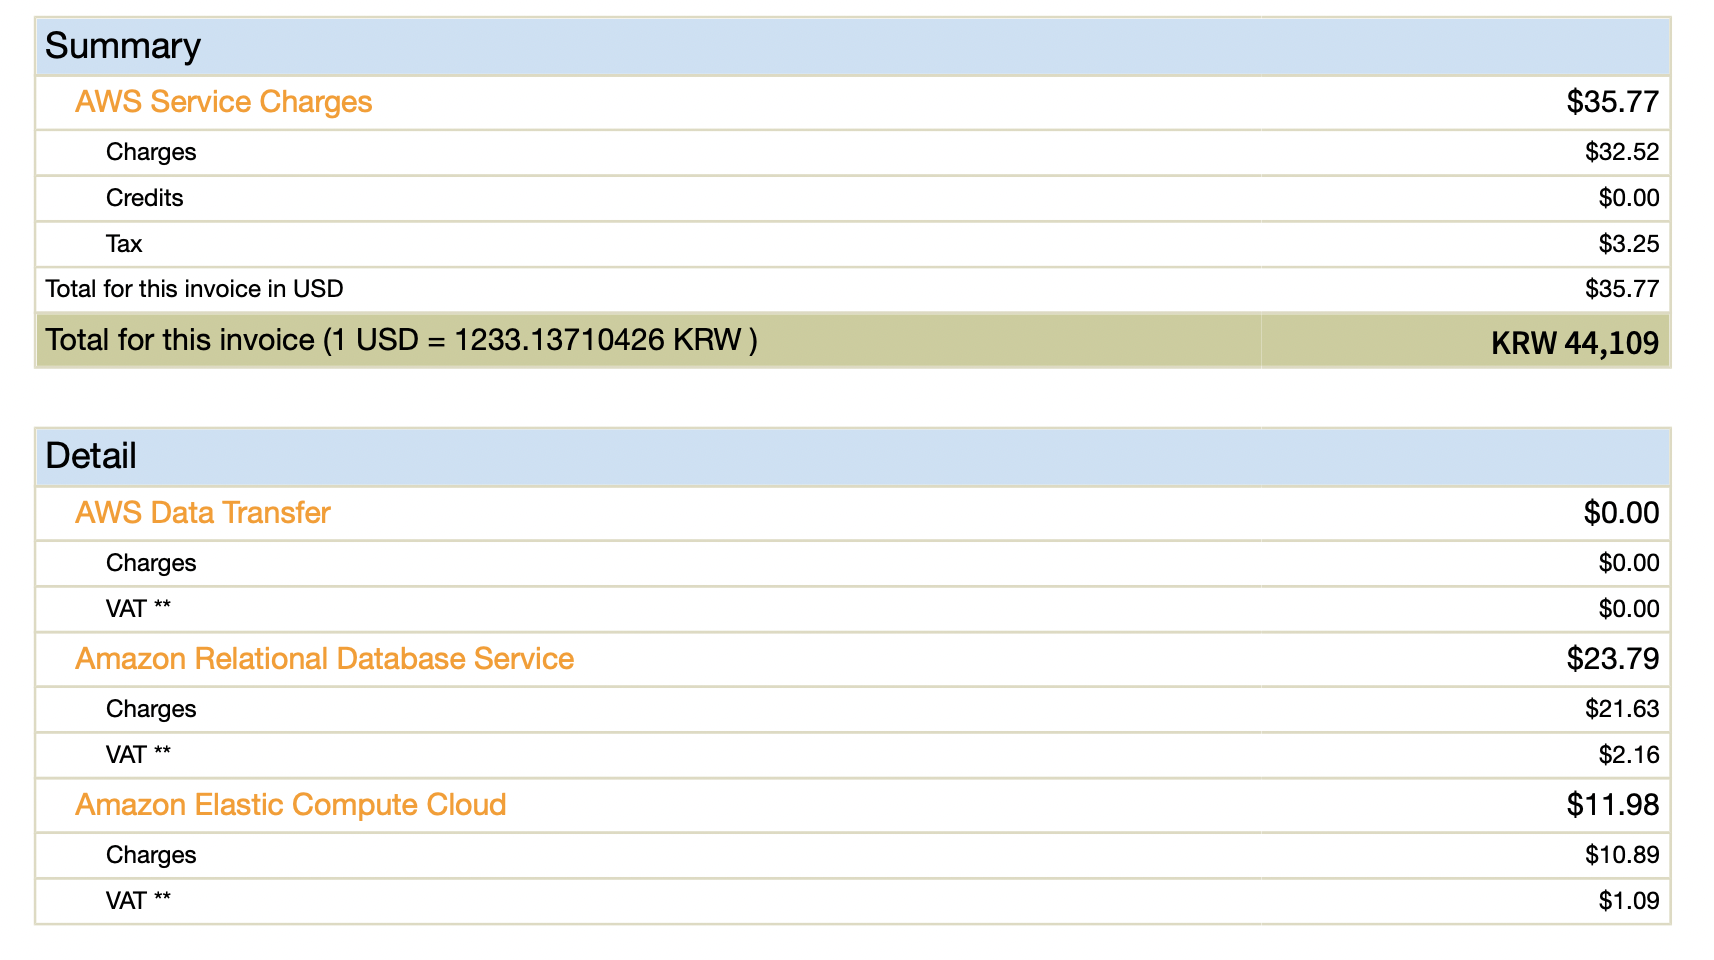 Summary
AWS Service Charges $35.77
Charges $32.52
Credits $0.00
Tax $3.25
Total for this invoice in USD $35.77
Total for this invoice (1 USD = 1233.13710426 KRW ) KRW 44,109
Detail
AWS Data Transfer $0.00
Charges $0.00
VAT ** $0.00
Amazon Relational Database Service $23.79
Charges $21.63
VAT ** $2.16
Amazon Elastic Compute Cloud $11.98
Charges $10.89
VAT ** $1.09